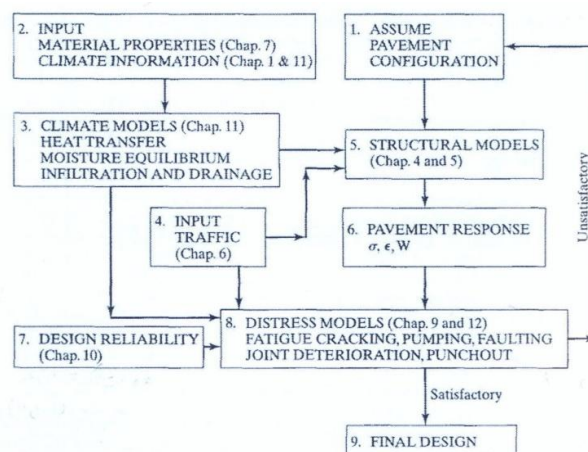 2. INPUT
MATERIAL PROPERTIES (Chap. 7)
CLIMATE INFORMATION (Chap. 1 & 11)
1. ASSUME
PAVEMENT
CONFIGURATION
3. CLIMATE MODELS (Chap. 11)
HEAT TRANSFER
MOISTURE EQUILIBRIUM
INFILTRATION AND DRAINAGE
5. STRUCTURAL MODELS
(Chap. 4 and 5)
Unsatisfactory
4. INPUT
TRAFFIC
(Chap. 6)
6. PAVEMENT RESPONSE
σ, ϵ, W
7. DESIGN RELIABILITY
(Chap. 10)
8. DISTRESS MODELS (Chap. 9 and 12)
FATIGUE CRACKING, PUMPING, FAULTING
JOINT DETERIORATION, PUNCHOUT
Satisfactory
9. FINAL DESIGN